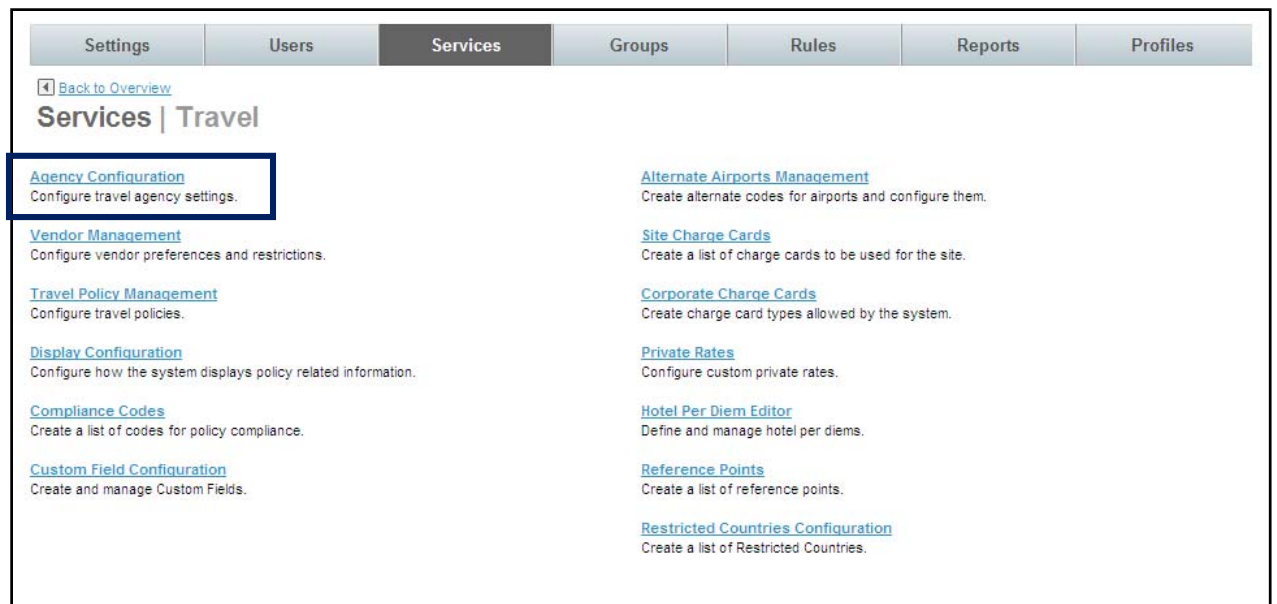 Settings Users Services Groups Rules Reports Profiles
Back to Overview
Services | Travel
Agency Configuration
Configure travel agency settings.
Vendor Management
Configure vendor preferences and restrictions.
Travel Policy Management
Configure travel policies.
Display Configuration
Configure how the system displays policy related information.
Compliance Codes
Create a list of codes for policy compliance.
Custom Field Configuration
Create and manage Custom Fields.
Alternate Airports Management
Create alternate codes for airports and configure them.
Site Charge Cards
Create a list of charge cards to be used for the site.
Corporate Charge Cards
Create charge card types allowed by the system.
Private Rates
Configure custom private rates.
Hotel Per Diem Editor
Define and manage hotel per diems.
Reference Points
Create a list of reference points.
Restricted Countries Configuration
Create a list of Restricted Countries.